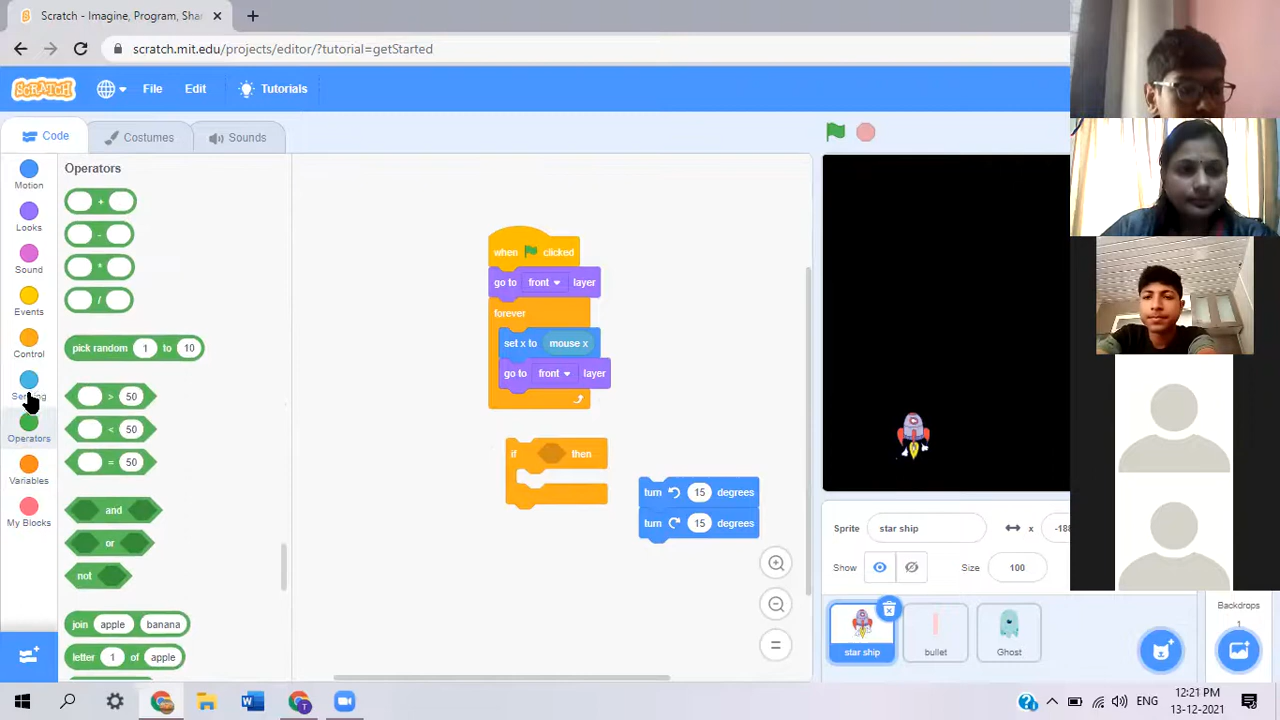 Scratch - Imagine, Program, Sha
scratch.mit.edu/projects/editor/?tutorial=getStarted
SCRATCH
File
Edit
Tutorials
Code
Costumes
Sounds
Motion
Looks
Sound
Events
Control
Operators
Variables
My Blocks
Operators
+
-
*
/
pick random 1 to 10
> 50
< 50
= 50
and
or
not
join apple banana
letter 1 of apple
when clicked
go to front layer
forever
set x to mouse x
go to front layer
if then
turn 15 degrees
turn 15 degrees
Sprite star ship x
Show Size 100
star ship
bullet
Ghost
Backdrops
1
ENG
12:21 PM
13-12-2021